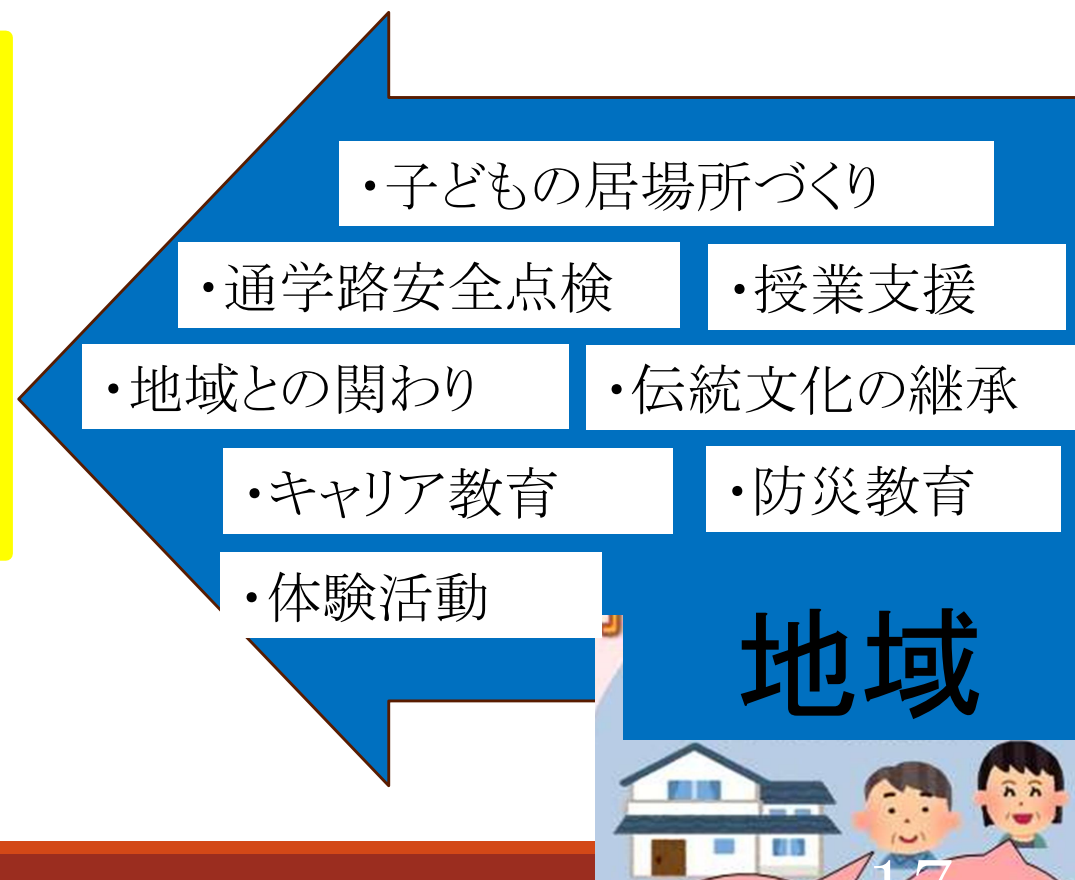 ・子どもの居場所づくり
・通学路安全点検
・授業支援
・地域との関わり
・伝統文化の継承
・キャリア教育
・防災教育
・体験活動
地域
17